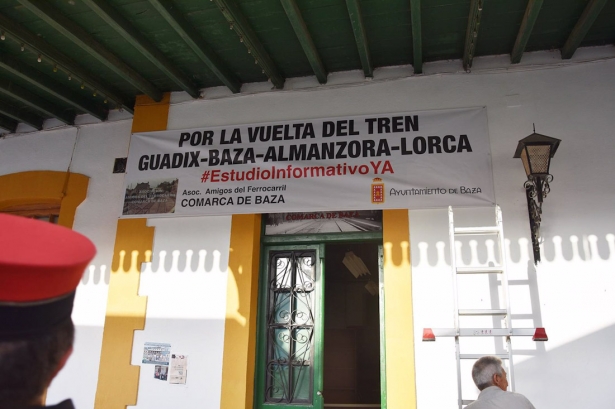 POR LA VUELTA DEL TREN
GUADIX-BAZA-ALMANZORA-LORCA
#EstudioInformativoYA
Asoc. Amigos del Ferrocarril
COMARCA DE BAZA
AYUNTAMIENTO DE BAZA
COMARCA DE BAZA